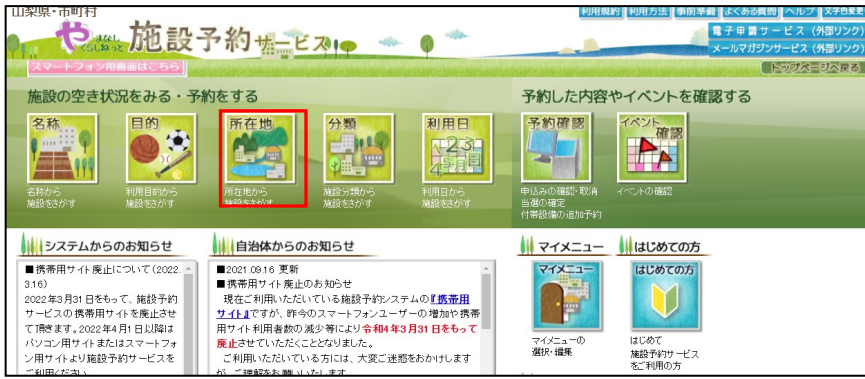 山梨県・市町村
利用規約 利用方法 事前準備 よくある質問 ヘルプ 文字色変更
やまなし くらしねっと 施設予約サービス
電子申請サービス(外部リンク)
メールマガジンサービス(外部リンク)
スマートフォン用画面はこちら
トップページへ戻る
施設の空き状況をみる・予約をする
名称
名称から
施設をさがす
目的
利用目的から
施設をさがす
所在地
所在地から
施設をさがす
分類
施設分類から
施設をさがす
利用日
利用日から
施設をさがす
予約した内容やイベントを確認する
予約確認
申込みの確認・取消
当選の確定
付帯設備の追加予約
イベント
確認
イベントの確認
システムからのお知らせ
■携帯用サイト廃止について(2022.
3.16)
2022年3月31日をもって、施設予約
サービスの携帯用サイトを廃止させ
て頂きます。2022年4月1日以降は
パソコン用サイトまたはスマートフォ
ン用サイトより施設予約サービスを
ご利用ください
自治体からのお知らせ
■2021.09.16 更新
■携帯用サイト廃止のお知らせ
現在ご利用いただいている施設予約システムの『携帯用
サイト』ですが、昨今のスマートフォンユーザーの増加や携帯
用サイト利用者数の減少等により令和4年3月31日をもって
廃止させていただくこととなりました。
ご利用いただいている方には、大変ご迷惑をおかけします
が、ご理解をお願いいたします
マイメニュー
マイメニュー
マイメニューの
選択・編集
はじめての方
はじめての方
はじめて
施設予約サービス
をご利用の方